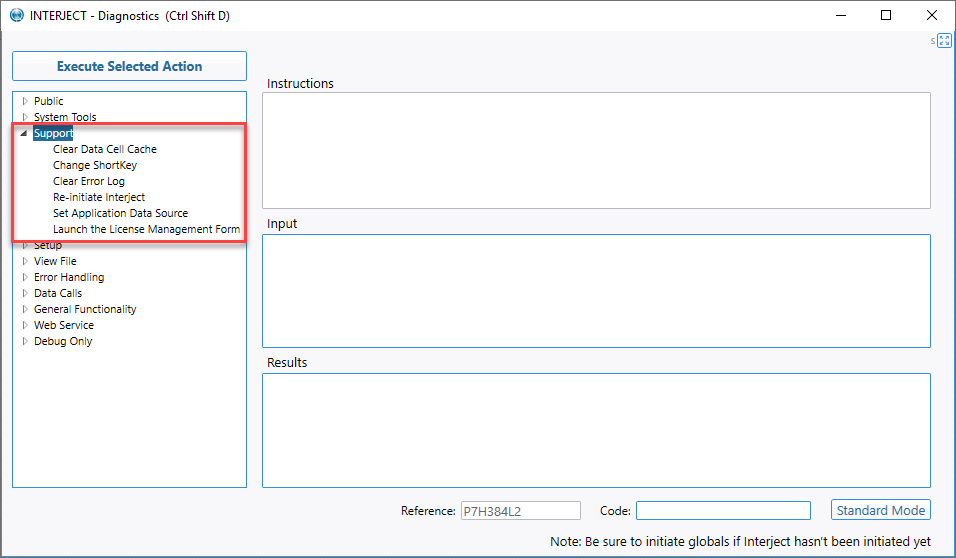 INTERJECT - Diagnostics (Ctrl Shift D)
s
Execute Selected Action
Public
System Tools
Support
Clear Data Cell Cache
Change ShortKey
Clear Error Log
Re-initiate Interject
Set Application Data Source
Launch the License Management Form
Setup
View File
Error Handling
Data Calls
General Functionality
Web Service
Debug Only
Instructions
Input
Results
Reference: P7H384L2 Code: Standard Mode
Note: Be sure to initiate globals if Interject hasn't been initiated yet